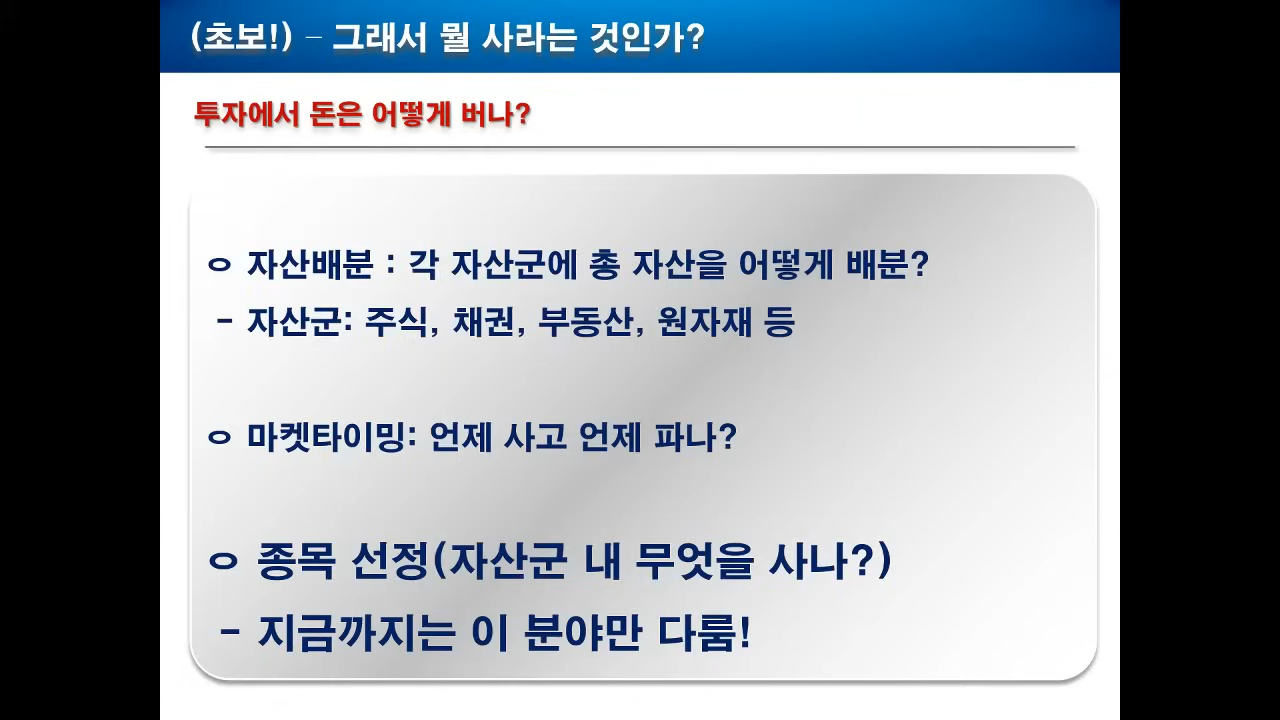 (초보!) – 그래서 뭘 사라는 것인가?
투자에서 돈은 어떻게 버나?
ㅇ 자산배분 : 각 자산군에 총 자산을 어떻게 배분?
- 자산군: 주식, 채권, 부동산, 원자재 등
ㅇ 마켓타이밍: 언제 사고 언제 파나?
ㅇ 종목 선정(자산군 내 무엇을 사나?)
- 지금까지는 이 분야만 다룸!